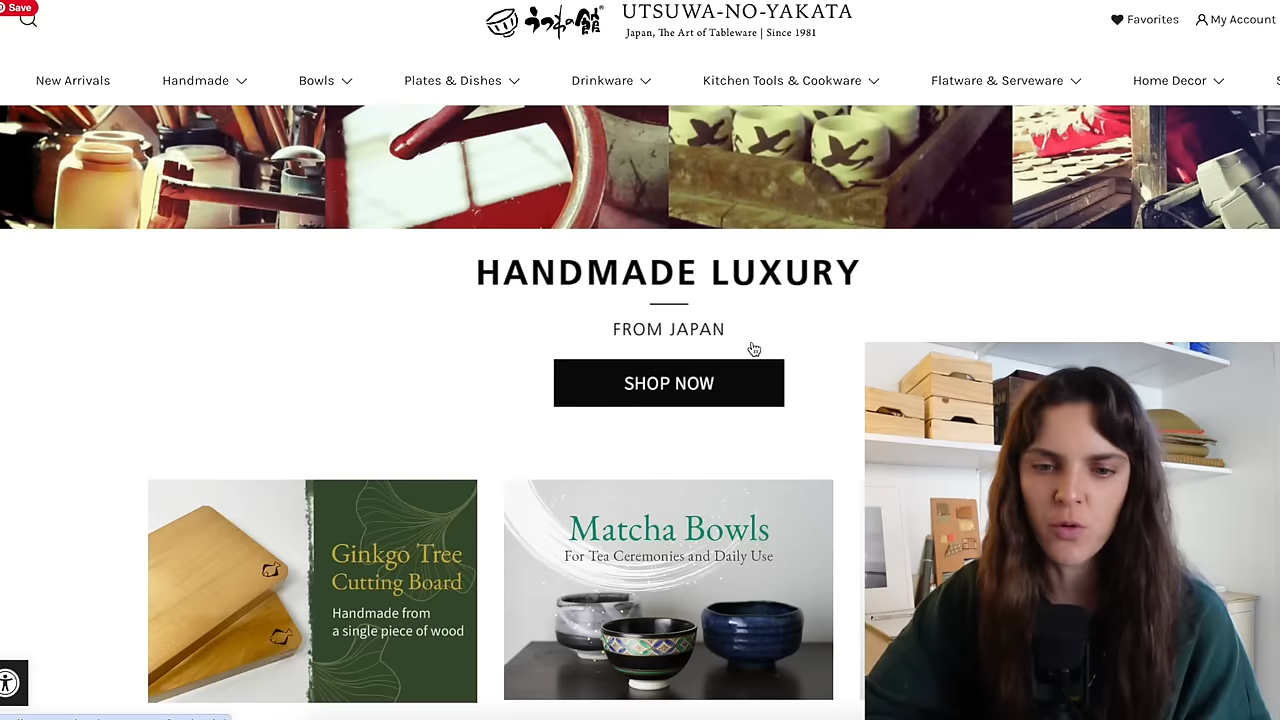 Save
うつわの館®
UTSUWA-NO-YAKATA
Japan, The Art of Tableware | Since 1981
Favorites
My Account
New Arrivals
Handmade
Bowls
Plates & Dishes
Drinkware
Kitchen Tools & Cookware
Flatware & Serveware
Home Decor
S
HANDMADE LUXURY
FROM JAPAN
SHOP NOW
Ginkgo Tree
Cutting Board
Handmade from
a single piece of wood
Matcha Bowls
For Tea Ceremonies and Daily Use